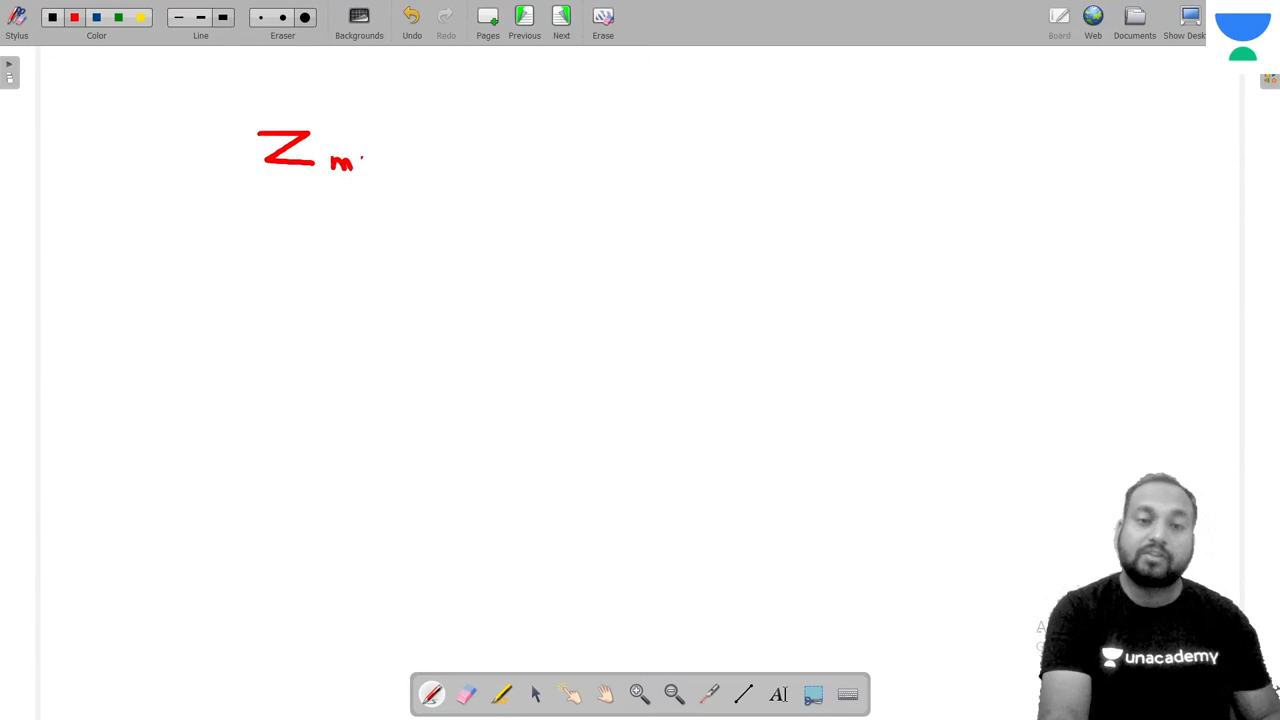 Stylus Color Line Eraser Backgrounds Undo Redo Pages Previous Next Erase Board Web Documents Show Desk
Z m
unacademy